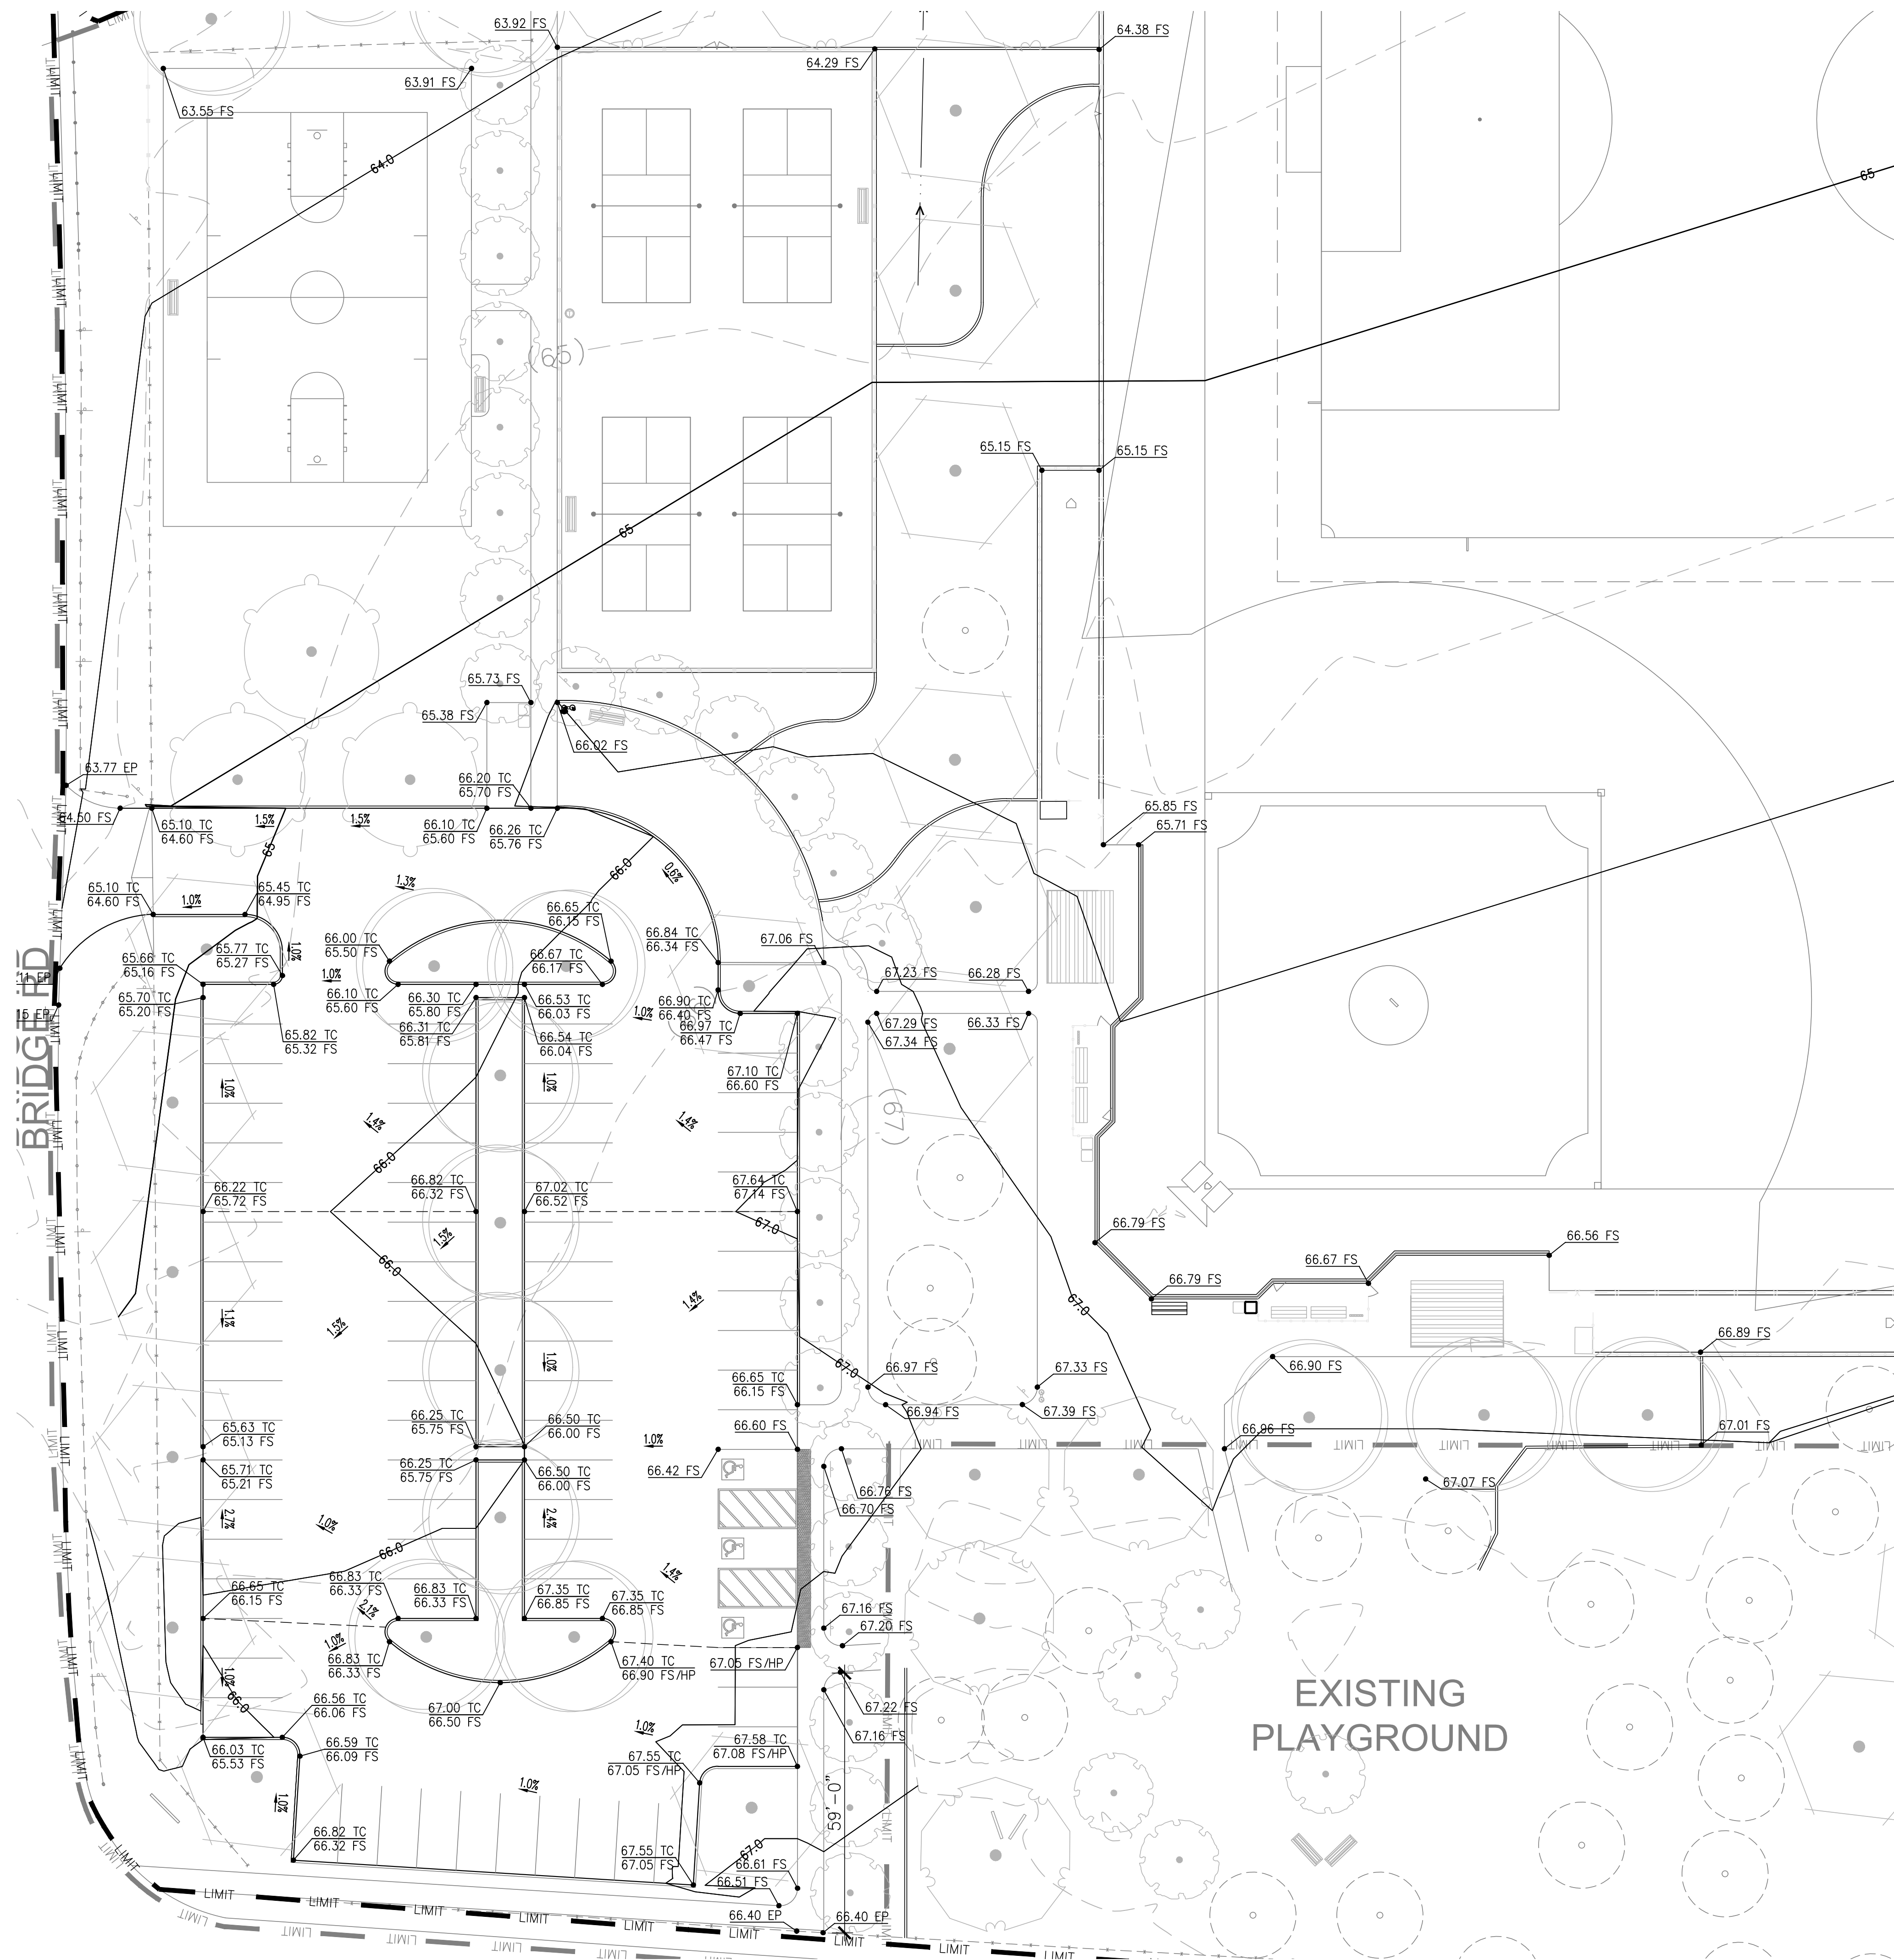 LIMIT
63.92 FS
64.38 FS
64.29 FS
63.91 FS
63.55 FS
64.0
65
(65)
65.15 FS
65.15 FS
65
65.73 FS
65.38 FS
66.02 FS
63.77 EP
66.20 TC
65.70 FS
65.85 FS
64.50 FS
65.10 TC
64.60 FS
1.5%
1.5%
66.10 TC
65.60 FS
66.26 TC
65.76 FS
65.71 FS
65
66.0
0.6%
65.10 TC
64.60 FS
1.0%
65.45 TC
64.95 FS
1.3%
66.65 TC
66.15 FS
66.00 TC
65.50 FS
66.84 TC
66.34 FS
67.06 FS
65.66 TC
65.16 FS
65.77 TC
65.27 FS
1.0%
1.0%
66.67 TC
66.17 FS
67.23 FS
66.28 FS
11 EP
65.70 TC
65.20 FS
66.10 TC
65.60 FS
66.30 TC
65.80 FS
66.53 TC
66.03 FS
66.90 TC
66.40 FS
15 EP
65.82 TC
65.32 FS
66.31 TC
65.81 FS
66.54 TC
66.04 FS
1.0%
66.97 TC
66.47 FS
67.29 FS
66.33 FS
67.34 FS
BRIDGE RD
1.0%
1.0%
67.10 TC
66.60 FS
1.4%
1.4%
66.0
66.22 TC
65.72 FS
66.82 TC
66.32 FS
67.02 TC
66.52 FS
67.64 TC
67.14 FS
67.0
1.5%
66.0
66.79 FS
66.56 FS
66.67 FS
66.79 FS
1.1%
1.5%
1.4%
67.0
1.0%
66.89 FS
66.90 FS
67.0
66.65 TC
66.15 FS
66.97 FS
67.33 FS
66.94 FS
67.39 FS
65.63 TC
65.13 FS
66.25 TC
65.75 FS
66.50 TC
66.00 FS
1.0%
66.60 FS
66.96 FS
67.01 FS
65.71 TC
65.21 FS
66.25 TC
65.75 FS
66.50 TC
66.00 FS
66.42 FS
66.76 FS
66.70 FS
67.07 FS
2.7%
1.0%
2.4%
66.0
1.4%
66.65 TC
66.15 FS
66.83 TC
66.33 FS
66.83 TC
66.33 FS
67.35 TC
66.85 FS
67.35 TC
66.85 FS
2.1%
67.16 FS
67.20 FS
1.0%
66.83 TC
66.33 FS
67.40 TC
66.90 FS/HP
67.05 FS/HP
1.0%
66.0
66.56 TC
66.06 FS
67.00 TC
66.50 FS
67.22 FS
67.16 FS
EXISTING
PLAYGROUND
66.03 TC
65.53 FS
66.59 TC
66.09 FS
1.0%
67.58 TC
67.08 FS/HP
67.55 TC
67.05 FS/HP
1.0%
1.0%
59'-0"
66.82 TC
66.32 FS
67.55 TC
67.05 FS
67.0
66.61 FS
66.51 FS
66.40 EP
66.40 EP
LIMIT
LIMIT
LIMIT
LIMIT
LIMIT
LIMIT
LIMIT
LIMIT